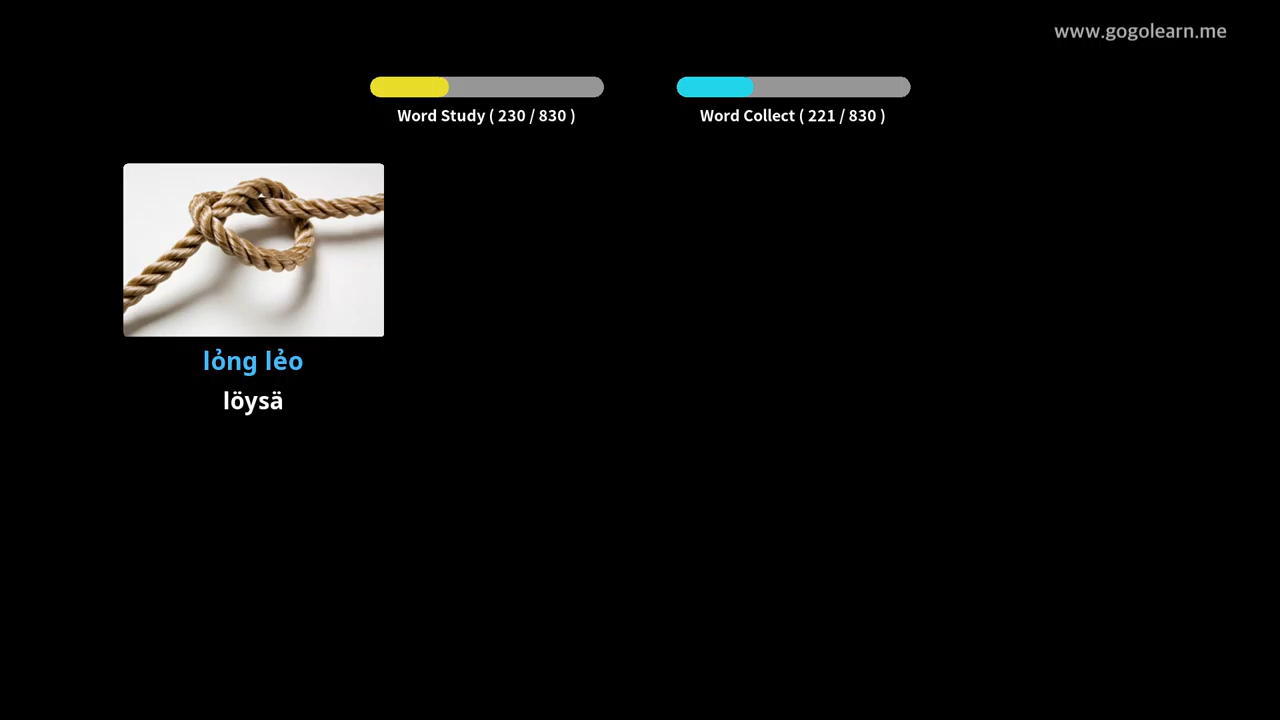 www.gogolearn.me
Word Study ( 230 / 830 )
Word Collect ( 221 / 830 )
lỏng lẻo
löysä